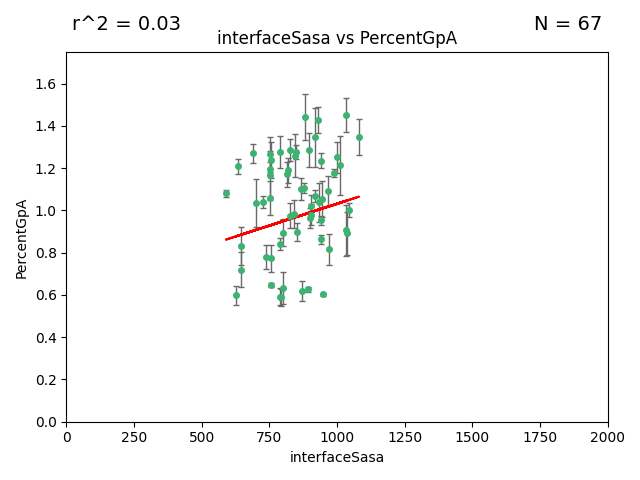 r^2 = 0.03
N = 67
interfaceSasa vs PercentGpA
PercentGpA
1.6
1.4
1.2
1.0
0.8
0.6
0.4
0.2
0.0
0 250 500 750 1000 1250 1500 1750 2000
interfaceSasa